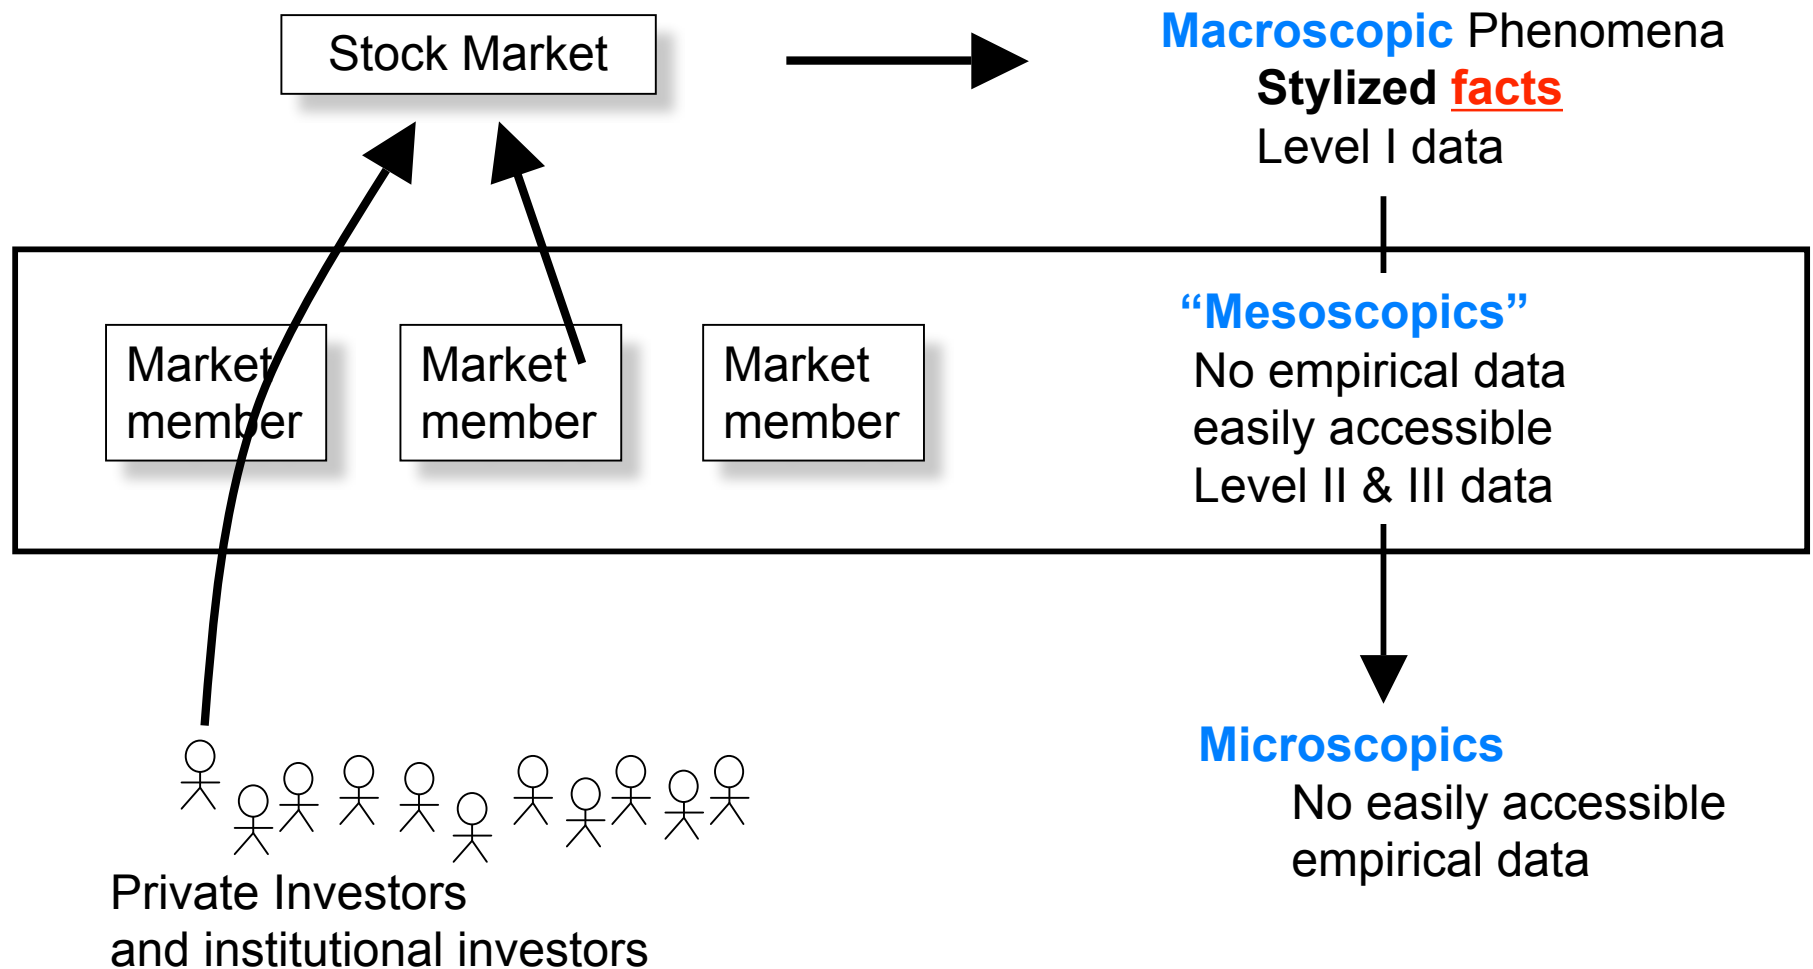 Stock Market
Macroscopic Phenomena
Stylized facts
Level I data
Market
member
Market
member
Market
member
“Mesoscopics”
No empirical data
easily accessible
Level II & III data
Microscopics
No easily accessible
empirical data
Private Investors
and institutional investors